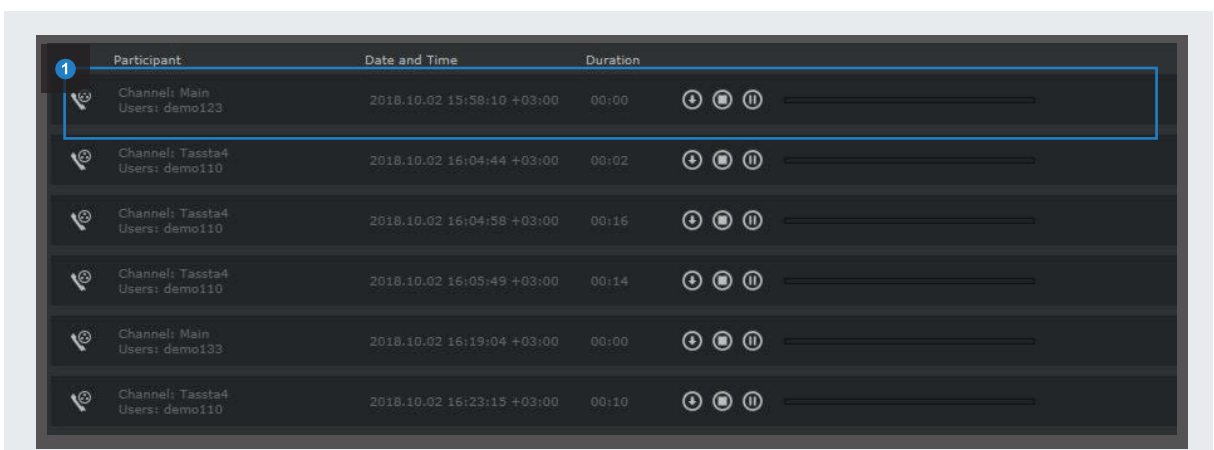 Participant Date and Time Duration
1
Channel: Main
Users: demo123
2018.10.02 15:58:10 +03:00 00:00
Channel: Tassta4
Users: demo110
2018.10.02 16:04:44 +03:00 00:02
Channel: Tassta4
Users: demo110
2018.10.02 16:04:58 +03:00 00:16
Channel: Tassta4
Users: demo110
2018.10.02 16:05:49 +03:00 00:14
Channel: Main
Users: demo133
2018.10.02 16:19:04 +03:00 00:00
Channel: Tassta4
Users: demo110
2018.10.02 16:23:15 +03:00 00:10